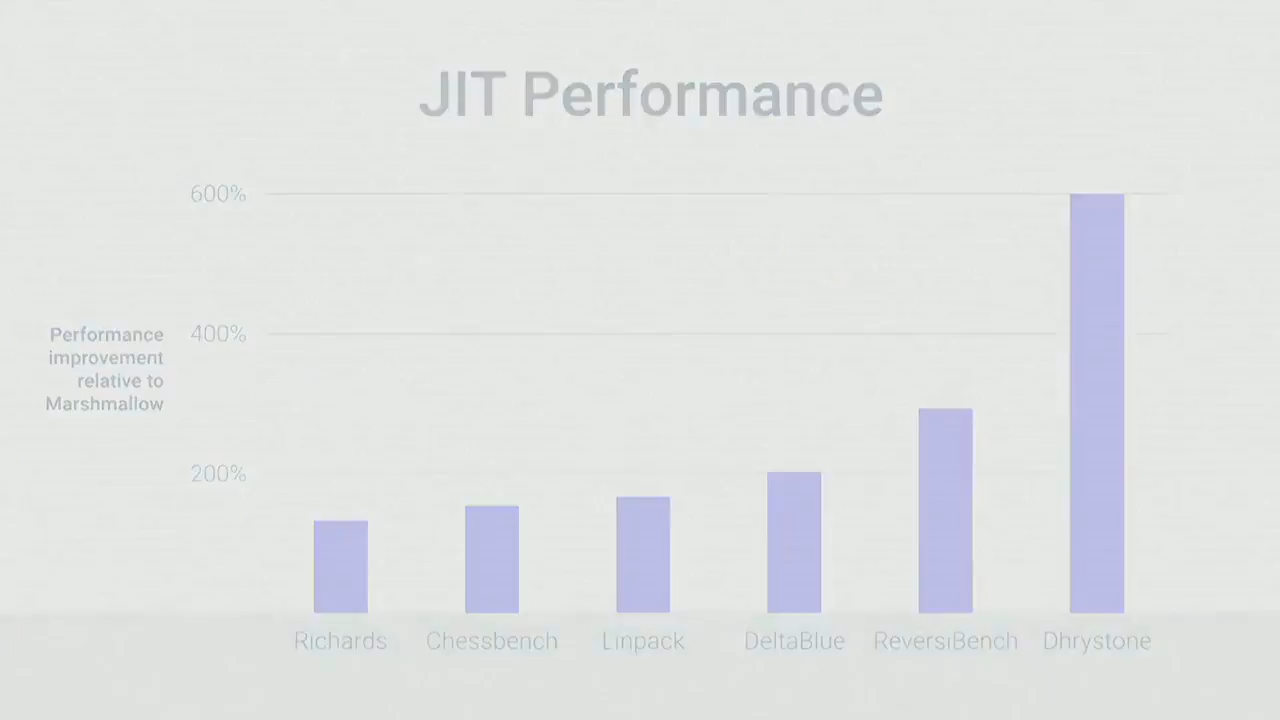 JIT Performance
600%
400%
200%
Performance
improvement
relative to
Marshmallow
Richards
Chessbench
Linpack
DeltaBlue
ReversiBench
Dhrystone